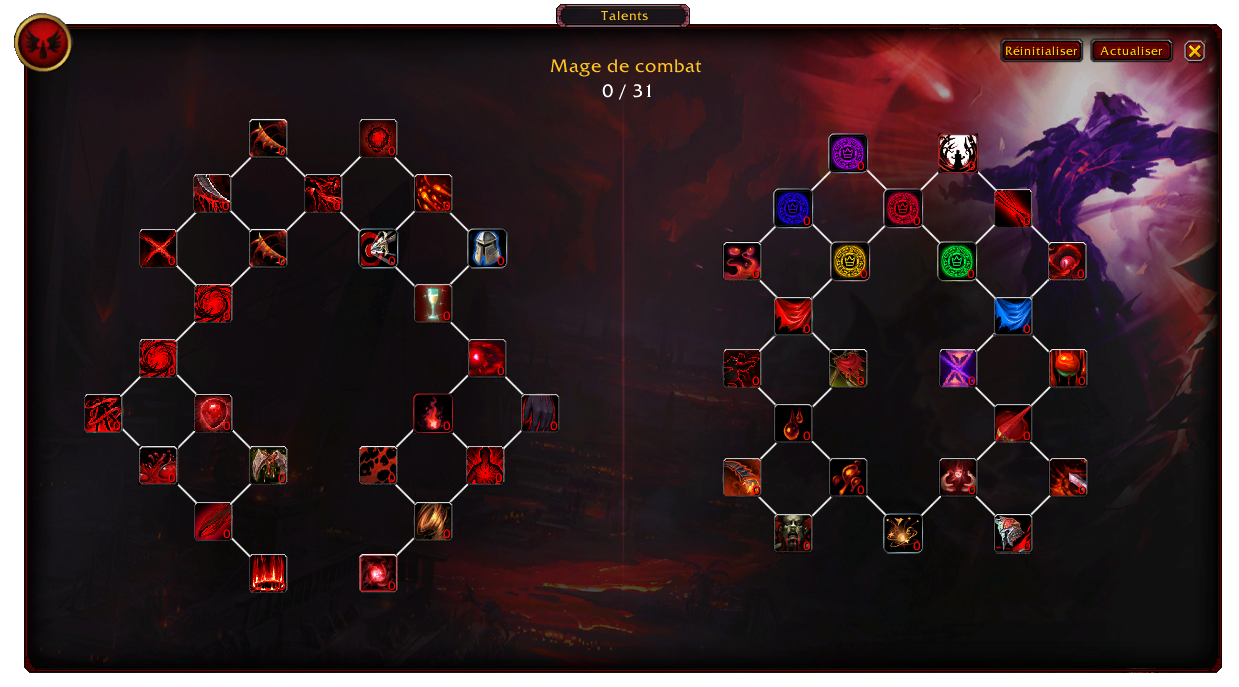 Talents
Réinitialiser
Actualiser
Mage de combat
0 / 31